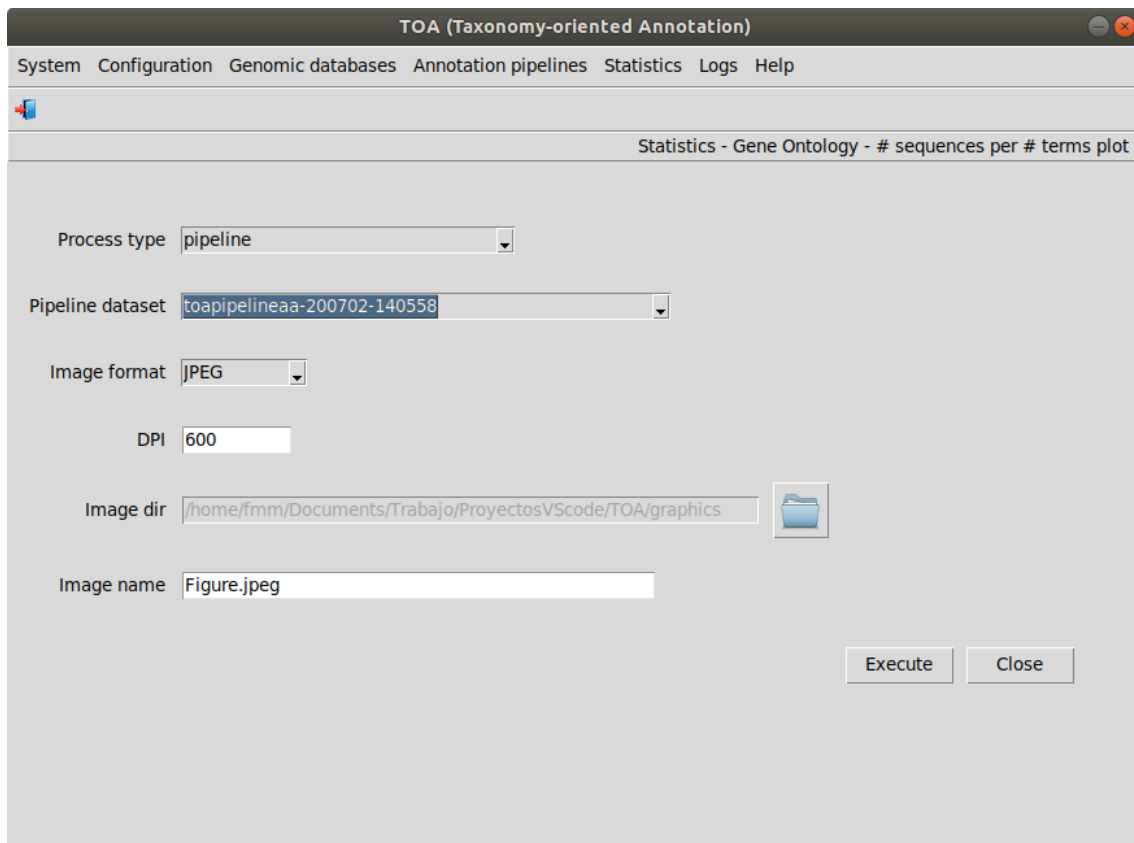 TOA (Taxonomy-oriented Annotation)
System Configuration Genomic databases Annotation pipelines Statistics Logs Help
Statistics - Gene Ontology - # sequences per # terms plot
Process type pipeline
Pipeline dataset toapipelineaa-200702-140558
Image format JPEG
DPI 600
Image dir /home/fmm/Documents/Trabajo/ProyectosVScode/TOA/graphics
Image name Figure.jpeg
Execute Close